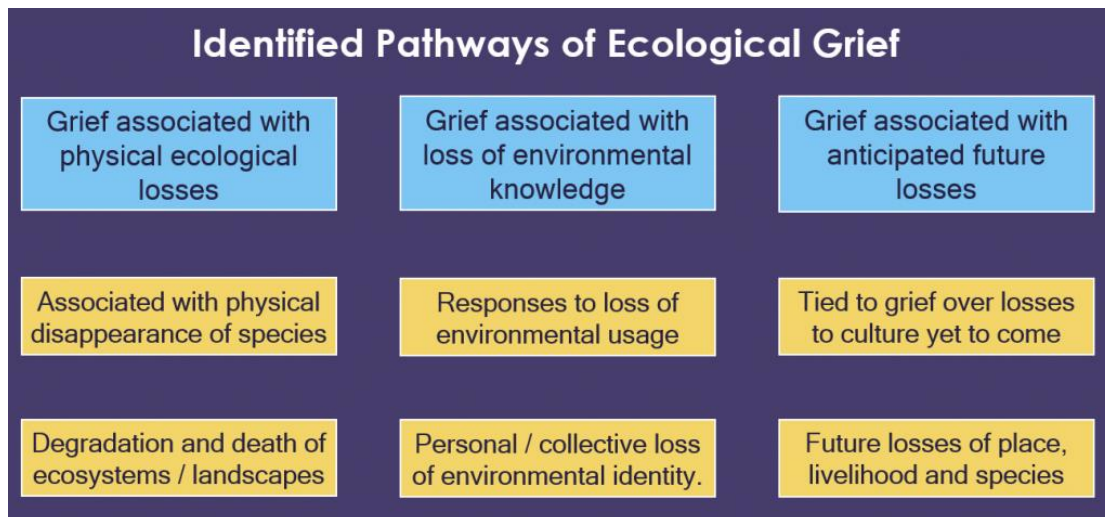 Identified Pathways of Ecological Grief
Grief associated with
physical ecological
losses
Grief associated with
loss of environmental
knowledge
Grief associated with
anticipated future
losses
Associated with physical
disappearance of species
Responses to loss of
environmental usage
Tied to grief over losses
to culture yet to come
Degradation and death of
ecosystems / landscapes
Personal / collective loss
of environmental identity.
Future losses of place,
livelihood and species